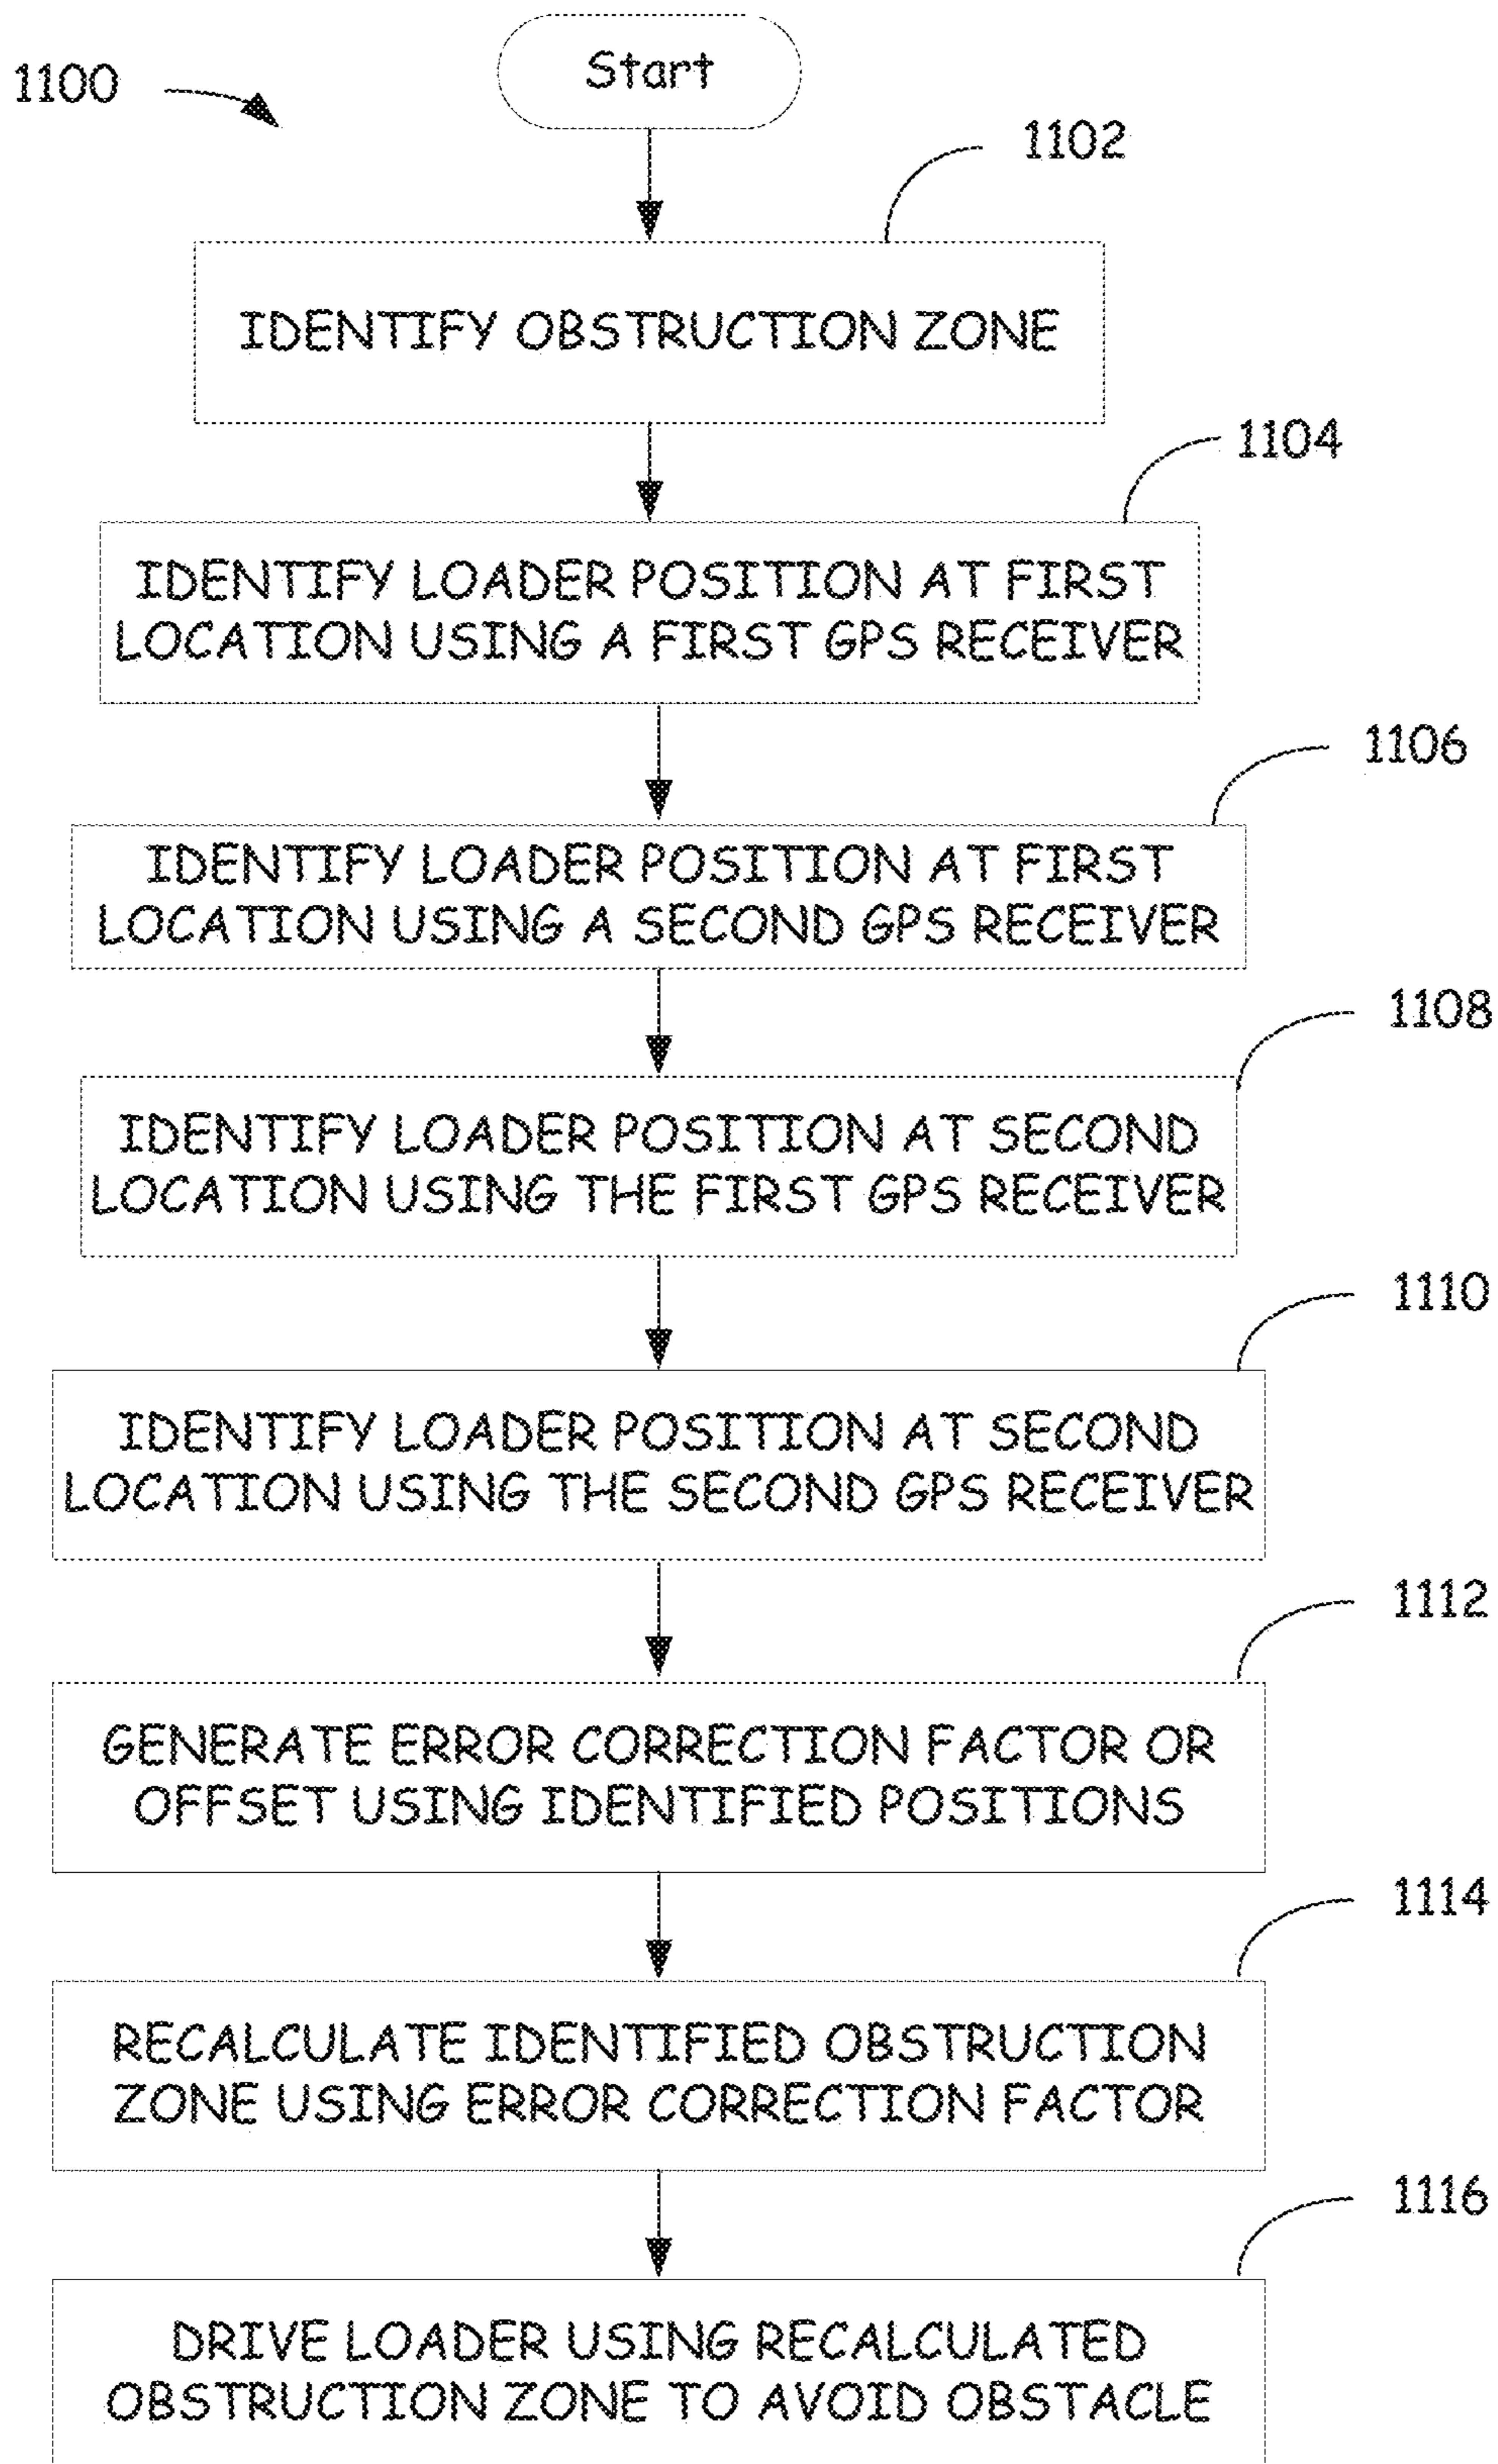 Start
1100
1102
IDENTIFY OBSTRUCTION ZONE
1104
IDENTIFY LOADER POSITION AT FIRST
LOCATION USING A FIRST GPS RECEIVER
1106
IDENTIFY LOADER POSITION AT FIRST
LOCATION USING A SECOND GPS RECEIVER
1108
IDENTIFY LOADER POSITION AT SECOND
LOCATION USING THE FIRST GPS RECEIVER
1110
IDENTIFY LOADER POSITION AT SECOND
LOCATION USING THE SECOND GPS RECEIVER
1112
GENERATE ERROR CORRECTION FACTOR OR
OFFSET USING IDENTIFIED POSITIONS
1114
RECALCULATE IDENTIFIED OBSTRUCTION
ZONE USING ERROR CORRECTION FACTOR
1116
DRIVE LOADER USING RECALCULATED
OBSTRUCTION ZONE TO AVOID OBSTACLE